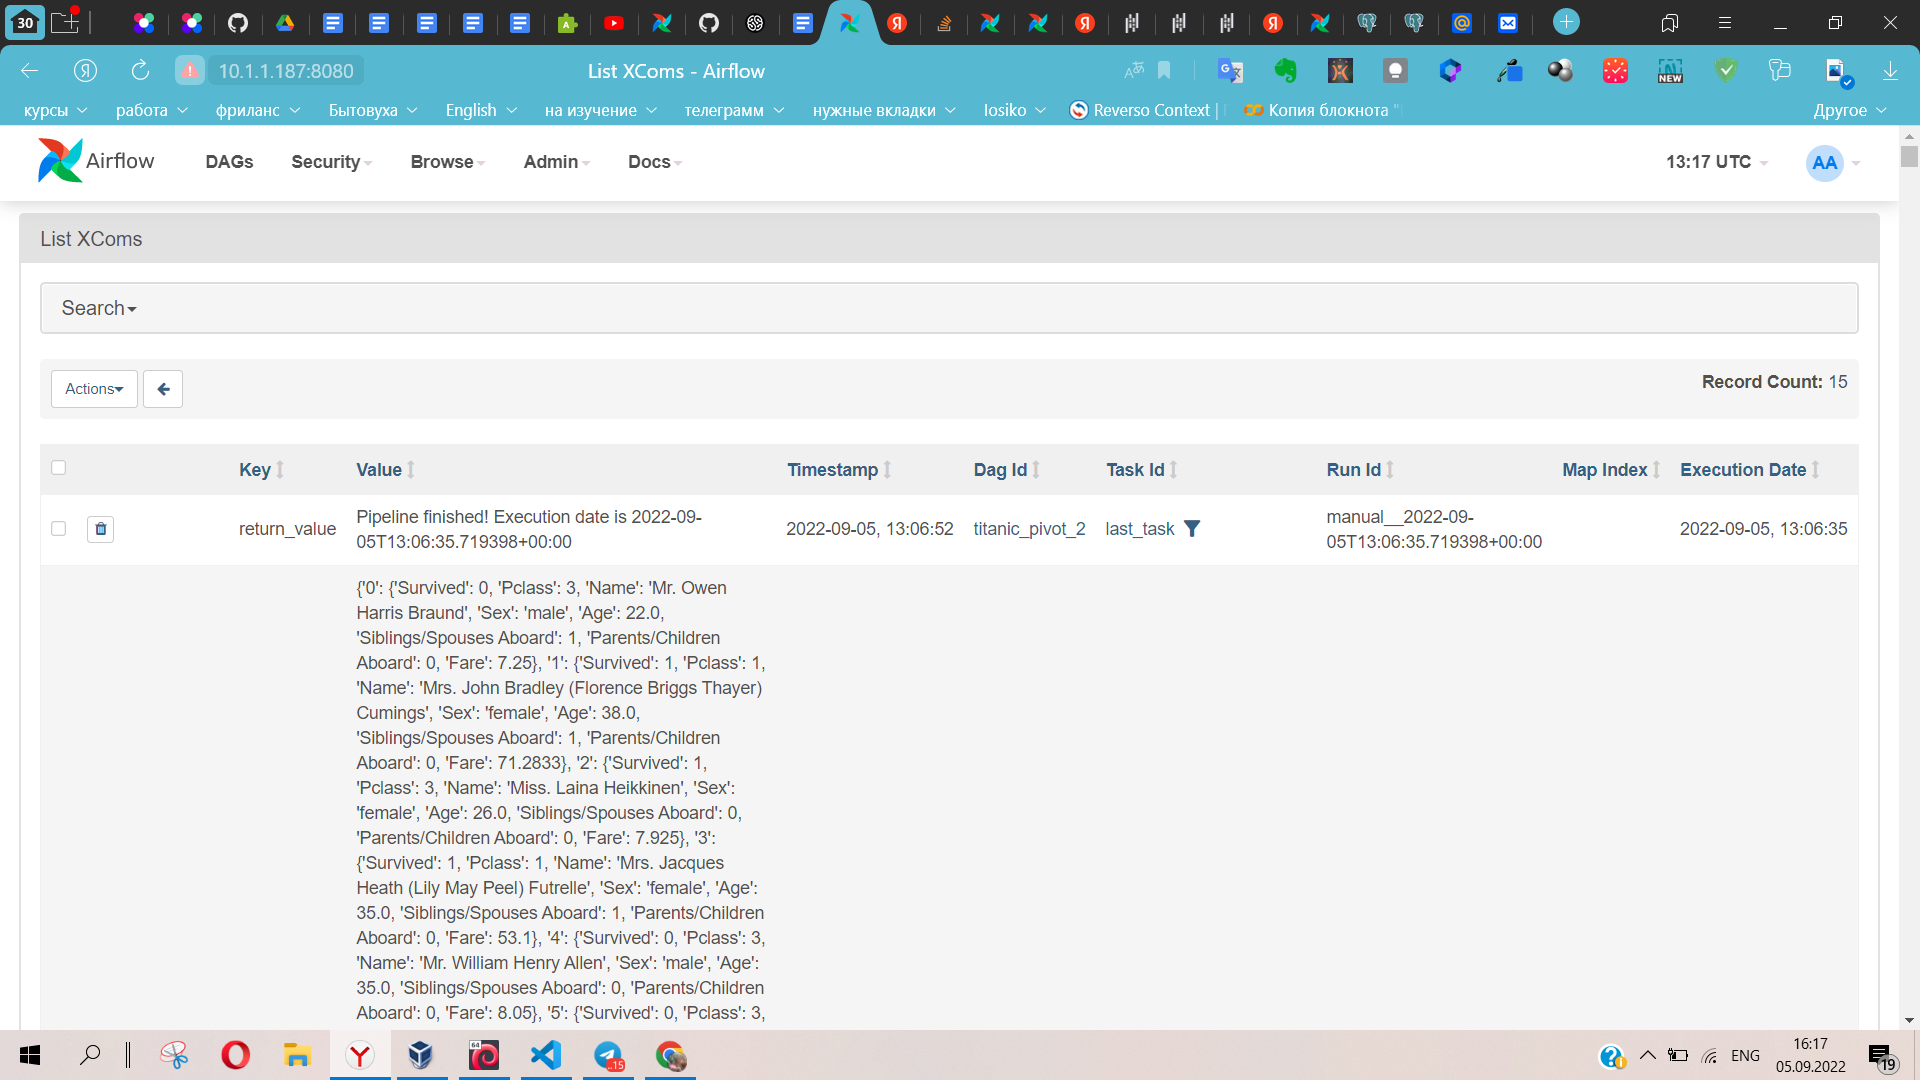 30
10.1.1.187:8080
List XComs - Airflow
NEW
курсы
работа
фриланс
Бытовуха
English
на изучение
телеграмм
нужные вкладки
Iosiko
Reverso Context |
Копия блокнота "
Другое
Airflow
DAGs
Security
Browse
Admin
Docs
13:17 UTC
AA
List XComs
Search
Actions
Record Count: 15
Key
Value
Timestamp
Dag Id
Task Id
Run Id
Map Index
Execution Date
return_value
Pipeline finished! Execution date is 2022-09-
05T13:06:35.719398+00:00
2022-09-05, 13:06:52
titanic_pivot_2
last_task
manual__2022-09-
05T13:06:35.719398+00:00
2022-09-05, 13:06:35
{'0': {'Survived': 0, 'Pclass': 3, 'Name': 'Mr. Owen
Harris Braund', 'Sex': 'male', 'Age': 22.0,
'Siblings/Spouses Aboard': 1, 'Parents/Children
Aboard': 0, 'Fare': 7.25}, '1': {'Survived': 1, 'Pclass': 1,
'Name': 'Mrs. John Bradley (Florence Briggs Thayer)
Cumings', 'Sex': 'female', 'Age': 38.0,
'Siblings/Spouses Aboard': 1, 'Parents/Children
Aboard': 0, 'Fare': 71.2833}, '2': {'Survived': 1,
'Pclass': 3, 'Name': 'Miss. Laina Heikkinen', 'Sex':
'female', 'Age': 26.0, 'Siblings/Spouses Aboard': 0,
'Parents/Children Aboard': 0, 'Fare': 7.925}, '3':
{'Survived': 1, 'Pclass': 1, 'Name': 'Mrs. Jacques
Heath (Lily May Peel) Futrelle', 'Sex': 'female', 'Age':
35.0, 'Siblings/Spouses Aboard': 1, 'Parents/Children
Aboard': 0, 'Fare': 53.1}, '4': {'Survived': 0, 'Pclass': 3,
'Name': 'Mr. William Henry Allen', 'Sex': 'male', 'Age':
35.0, 'Siblings/Spouses Aboard': 0, 'Parents/Children
Aboard': 0, 'Fare': 8.05}, '5': {'Survived': 0, 'Pclass': 3,
64
..15
ENG
16:17
05.09.2022
19